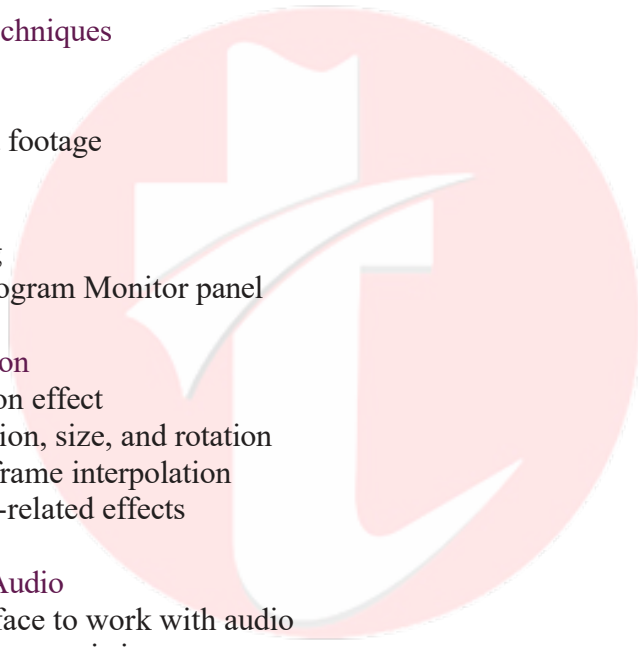 chniques
footage
g
ogram Monitor panel
on
on effect
ion, size, and rotation
frame interpolation
-related effects
Audio
face to work with audio